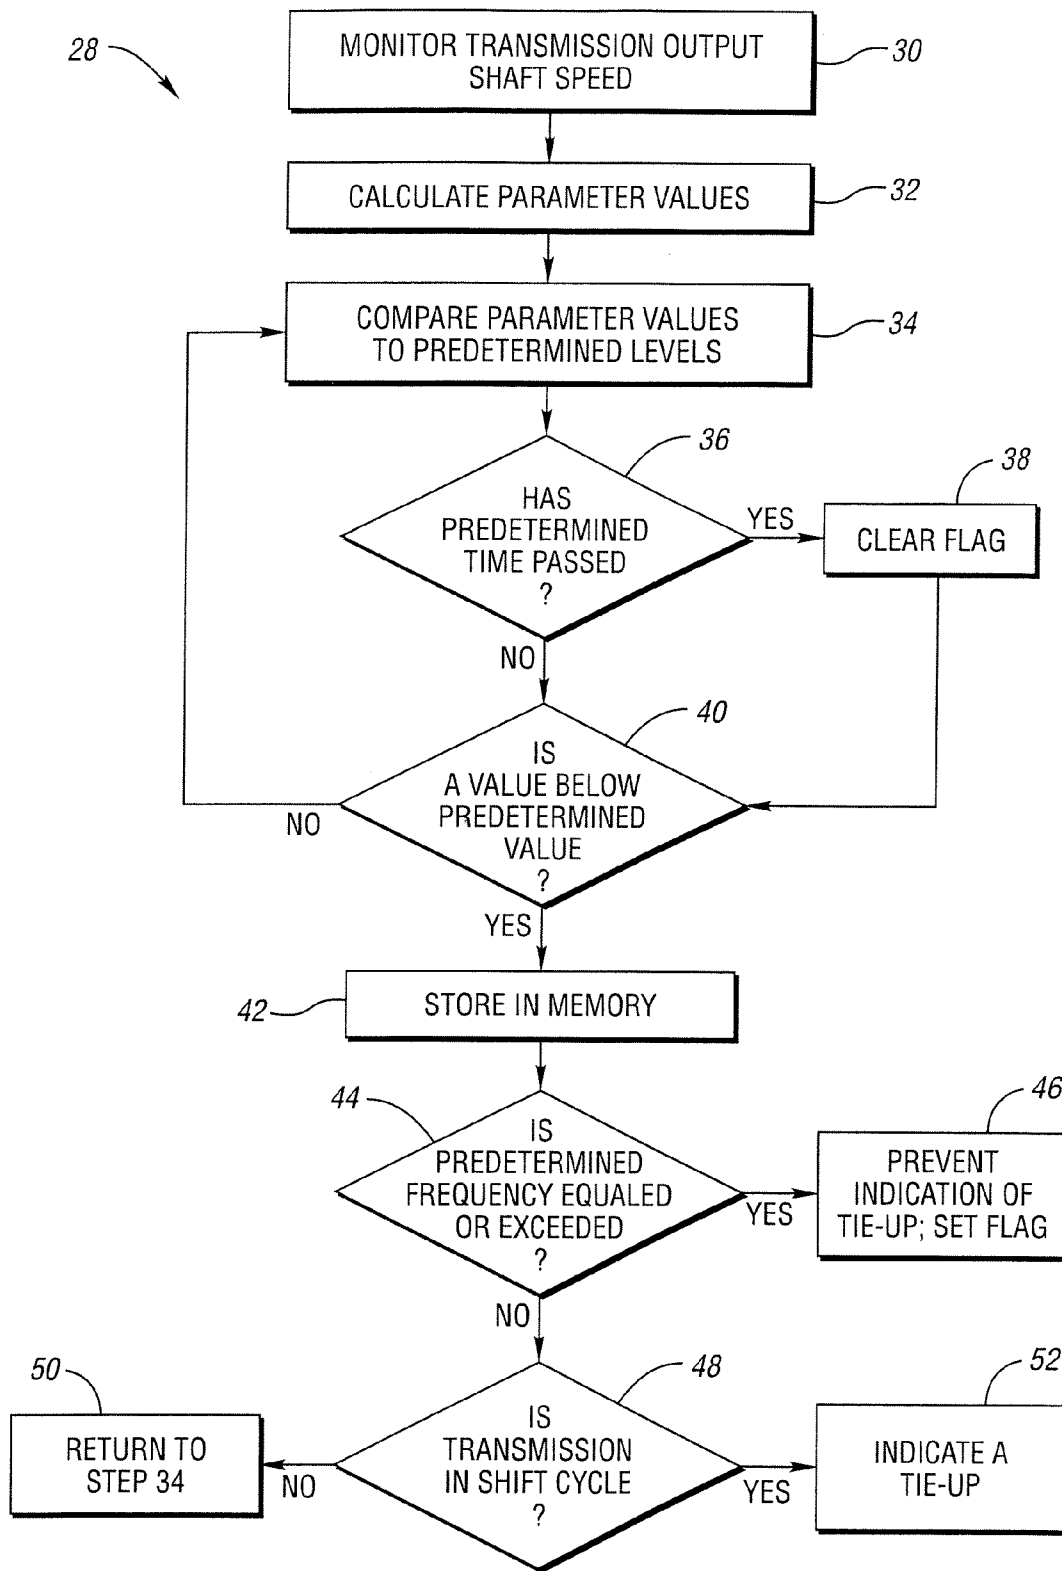 28
MONITOR TRANSMISSION OUTPUT
SHAFT SPEED
30
CALCULATE PARAMETER VALUES
32
COMPARE PARAMETER VALUES
TO PREDETERMINED LEVELS
34
36
HAS
PREDETERMINED
TIME PASSED
?
YES
38
CLEAR FLAG
NO
40
IS
A VALUE BELOW
PREDETERMINED
VALUE
?
NO
YES
42
STORE IN MEMORY
44
IS
PREDETERMINED
FREQUENCY EQUALED
OR EXCEEDED
?
YES
46
PREVENT
INDICATION OF
TIE-UP; SET FLAG
NO
48
IS
TRANSMISSION
IN SHIFT CYCLE
?
NO
50
RETURN TO
STEP 34
YES
52
INDICATE A
TIE-UP